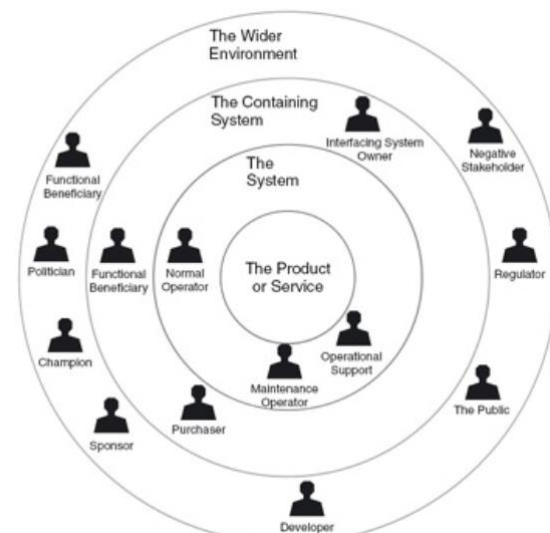 The Wider
Environment
The Containing
System
Interfacing System
Owner
Negative
Stakeholder
The
System
Functional
Beneficiary
Politician
Functional
Beneficiary
Normal
Operator
The Product
or Service
Regulator
Champion
Operational
Support
Maintenance
Operator
The Public
Purchaser
Sponsor
Developer